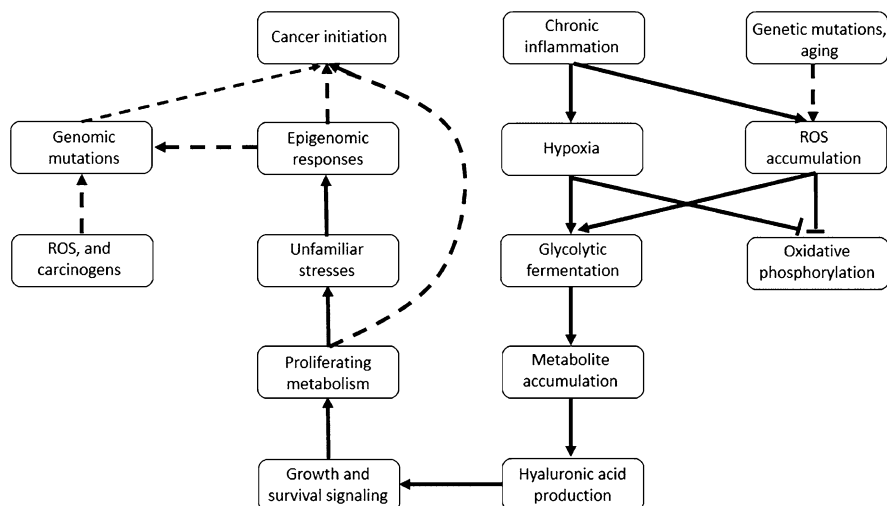 Cancer initiation
Chronic
inflammation
Genetic mutations,
aging
Genomic
mutations
Epigenomic
responses
Hypoxia
ROS
accumulation
ROS, and
carcinogens
Unfamiliar
stresses
Glycolytic
fermentation
Oxidative
phosphorylation
Proliferating
metabolism
Metabolite
accumulation
Growth and
survival signaling
Hyaluronic acid
production